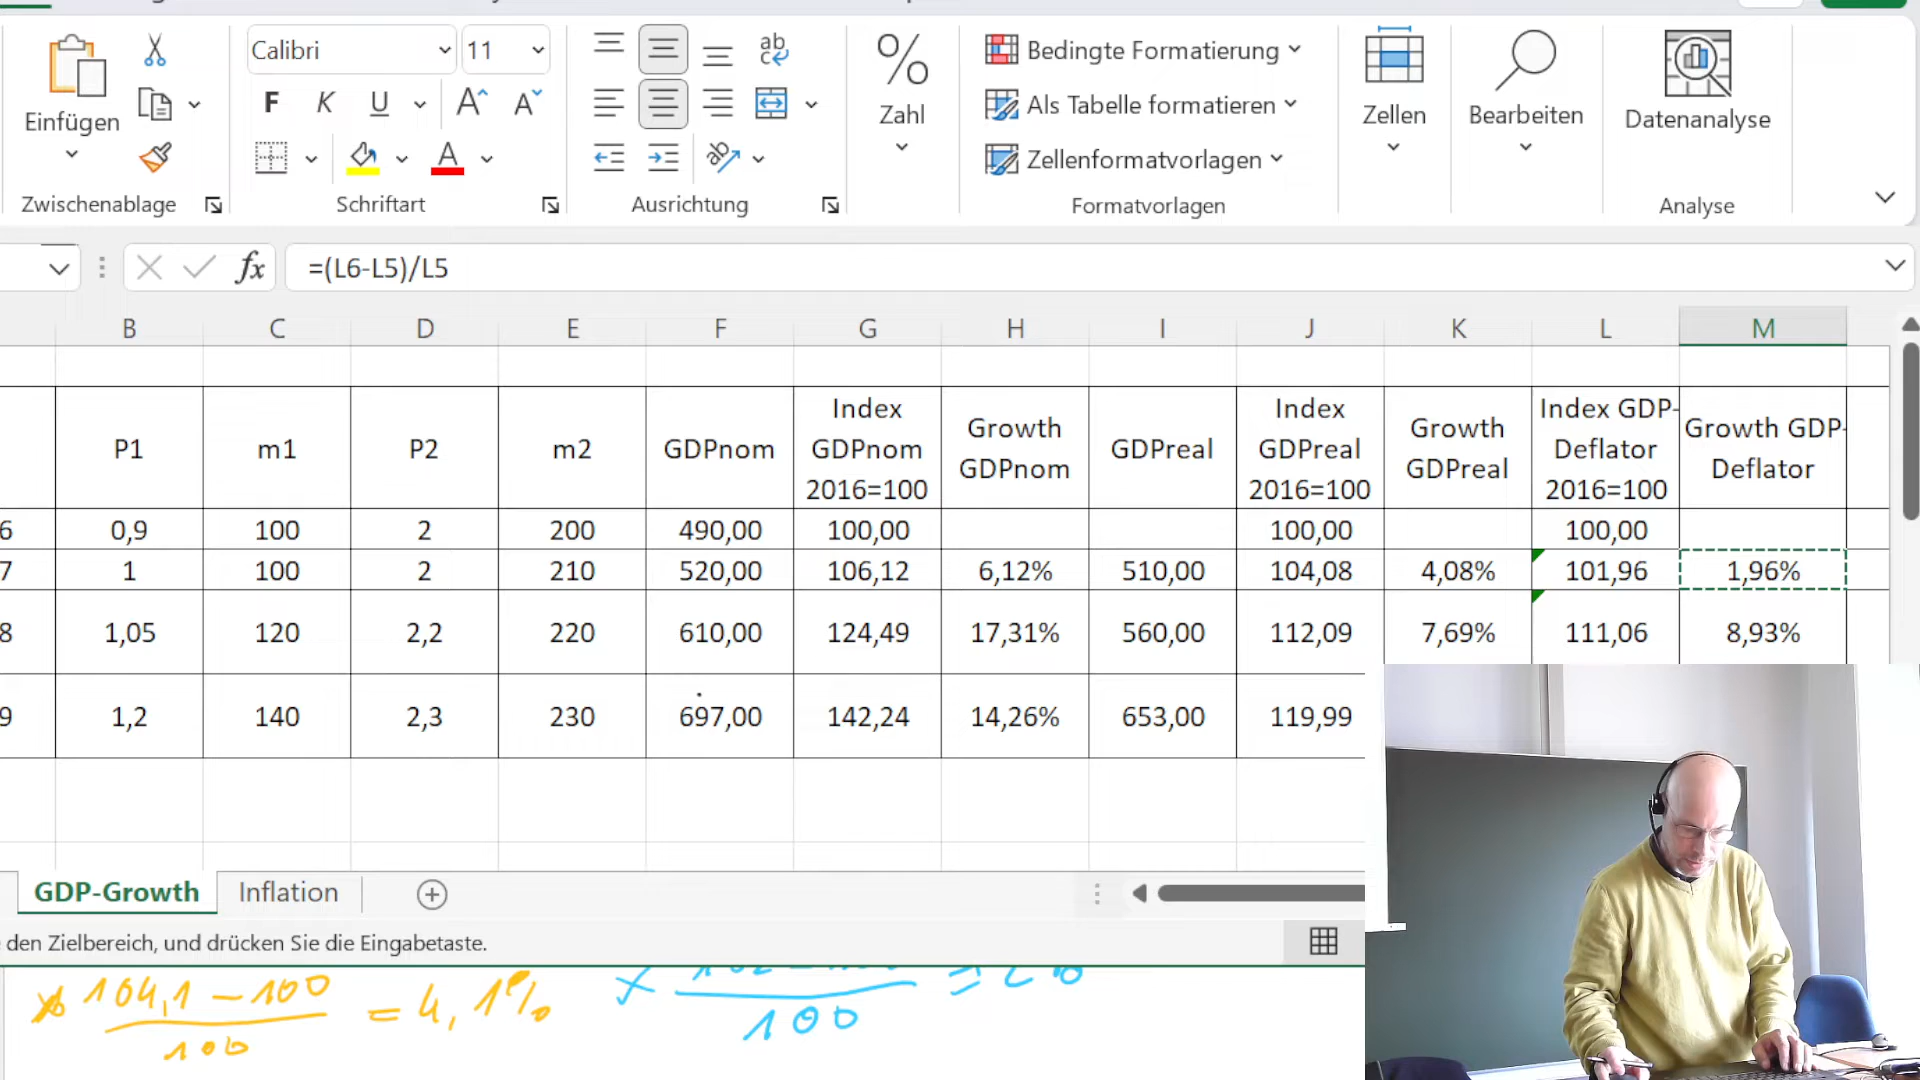 Calibri
11
ab
c
Einfügen
F K U A A
A
ab
Zahl
Bedingte Formatierung
Als Tabelle formatieren
Zellenformatvorlagen
Zellen
Bearbeiten
Datenanalyse
Zwischenablage
Schriftart
Ausrichtung
Formatvorlagen
Analyse
fx
=(L6-L5)/L5
B C D E F G H I J K L M
P1 m1 P2 m2 GDPnom Index GDPnom 2016=100 Growth GDPnom GDPreal Index GDPreal 2016=100 Growth GDPreal Index GDP-Deflator 2016=100 Growth GDP-Deflator
6 0,9 100 2 200 490,00 100,00 100,00 100,00
7 1 100 2 210 520,00 106,12 6,12% 510,00 104,08 4,08% 101,96 1,96%
8 1,05 120 2,2 220 610,00 124,49 17,31% 560,00 112,09 7,69% 111,06 8,93%
9 1,2 140 2,3 230 697,00 142,24 14,26% 653,00 119,99
GDP-Growth Inflation
den Zielbereich, und drücken Sie die Eingabetaste.
104,1 - 100
= 4,1%
100
100